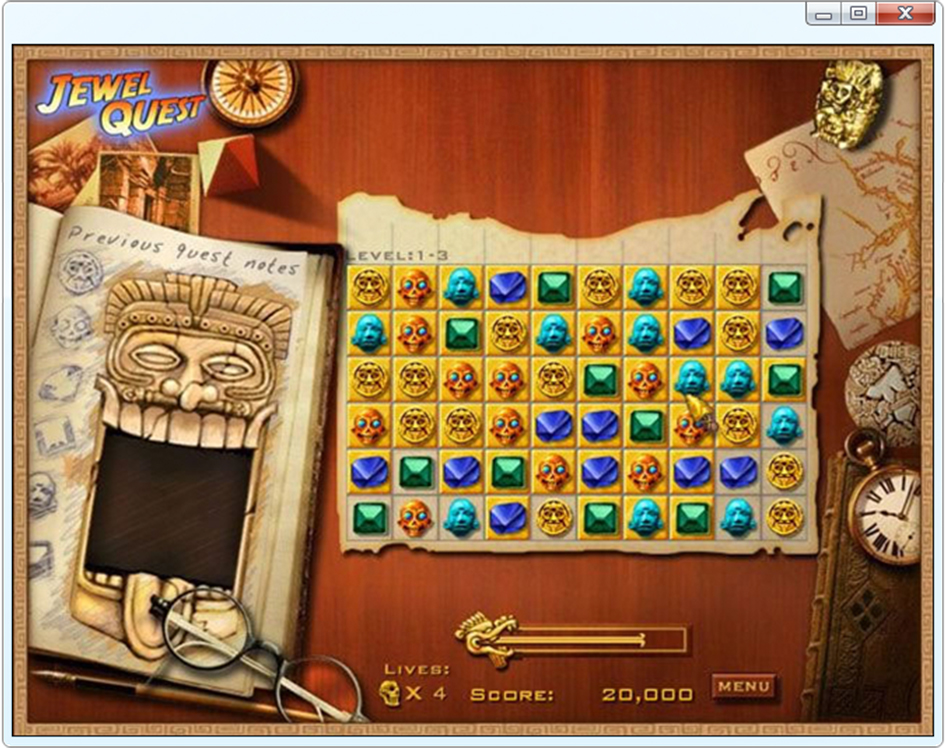 JEWEL
QUEST
Previous quest notes
LEVEL:1-3
LIVES:
X 4
SCORE: 20,000
MENU